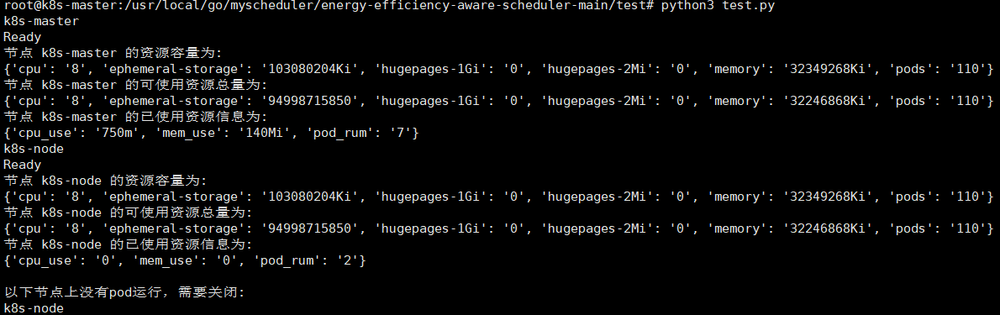 root@k8s-master:/usr/local/go/myscheduler/energy-efficiency-aware-scheduler-main/test# python3 test.py
k8s-master
Ready
节点 k8s-master 的资源容量为:
{'cpu': '8', 'ephemeral-storage': '103080204Ki', 'hugepages-1Gi': '0', 'hugepages-2Mi': '0', 'memory': '32349268Ki', 'pods': '110'}
节点 k8s-master 的可使用资源总量为:
{'cpu': '8', 'ephemeral-storage': '94998715850', 'hugepages-1Gi': '0', 'hugepages-2Mi': '0', 'memory': '32246868Ki', 'pods': '110'}
节点 k8s-master 的已使用资源信息为:
{'cpu_use': '750m', 'mem_use': '140Mi', 'pod_rum': '7'}
k8s-node
Ready
节点 k8s-node 的资源容量为:
{'cpu': '8', 'ephemeral-storage': '103080204Ki', 'hugepages-1Gi': '0', 'hugepages-2Mi': '0', 'memory': '32349268Ki', 'pods': '110'}
节点 k8s-node 的可使用资源总量为:
{'cpu': '8', 'ephemeral-storage': '94998715850', 'hugepages-1Gi': '0', 'hugepages-2Mi': '0', 'memory': '32246868Ki', 'pods': '110'}
节点 k8s-node 的已使用资源信息为:
{'cpu_use': '0', 'mem_use': '0', 'pod_rum': '2'}
以下节点上没有pod运行，需要关闭:
k8s-node